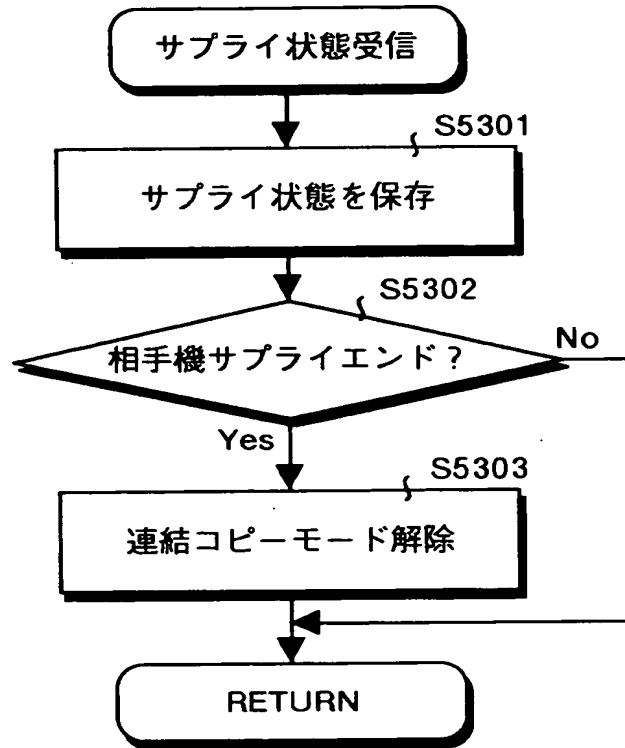 サプライ状態受信
S5301
サプライ状態を保存
S5302
相手機サプライエンド？
No
Yes
S5303
連結コピーモード解除
RETURN